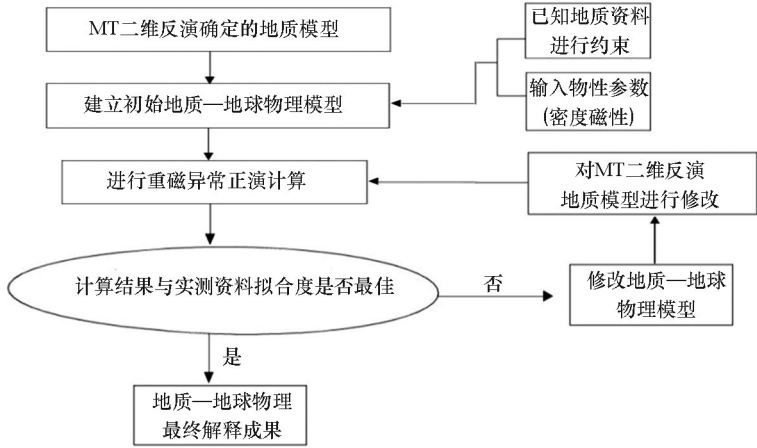 MT二维反演确定的地质模型
已知地质资料
进行约束
建立初始地质—地球物理模型
输入物性参数
(密度磁性)
进行重磁异常正演计算
对MT二维反演
地质模型进行修改
计算结果与实测资料拟合度是否最佳
否
修改地质—地球
物理模型
是
地质—地球物理
最终解释成果